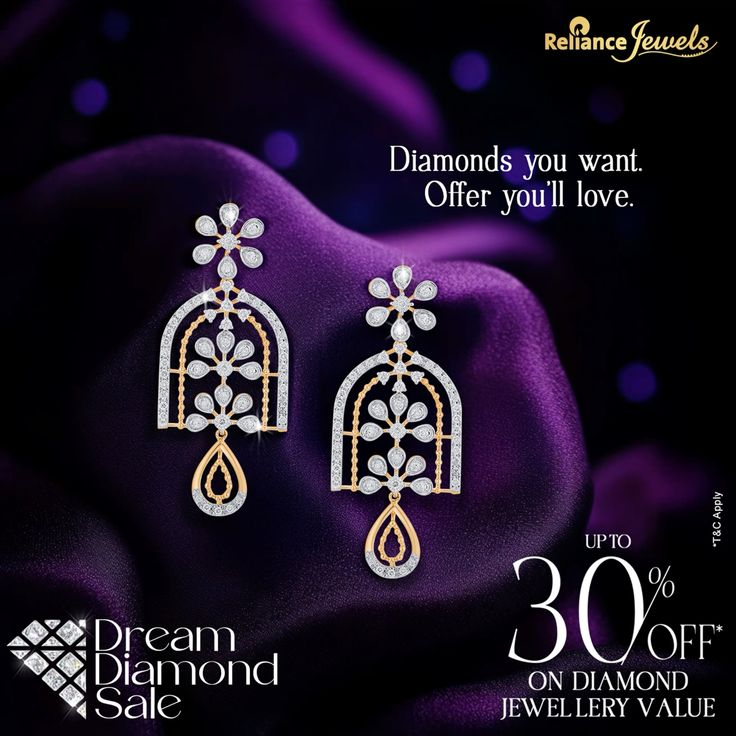 Reliance Jewels
Diamonds you want.
Offer you'll love.
*T&C Apply
UP TO
30% OFF*
ON DIAMOND
JEWELLERY VALUE
Dream
Diamond
Sale